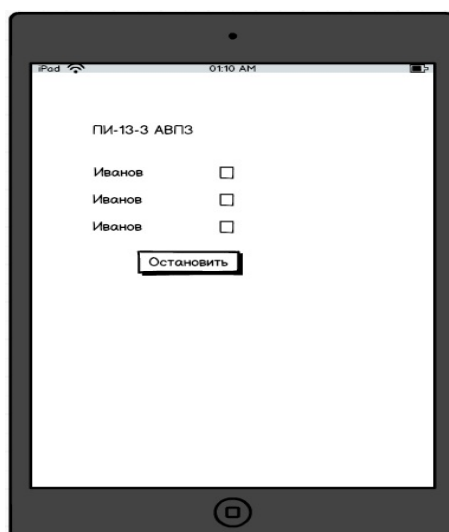 iPad 01:10 AM
ПИ-13-3 АВПЗ
Иванов
Иванов
Иванов
Остановить